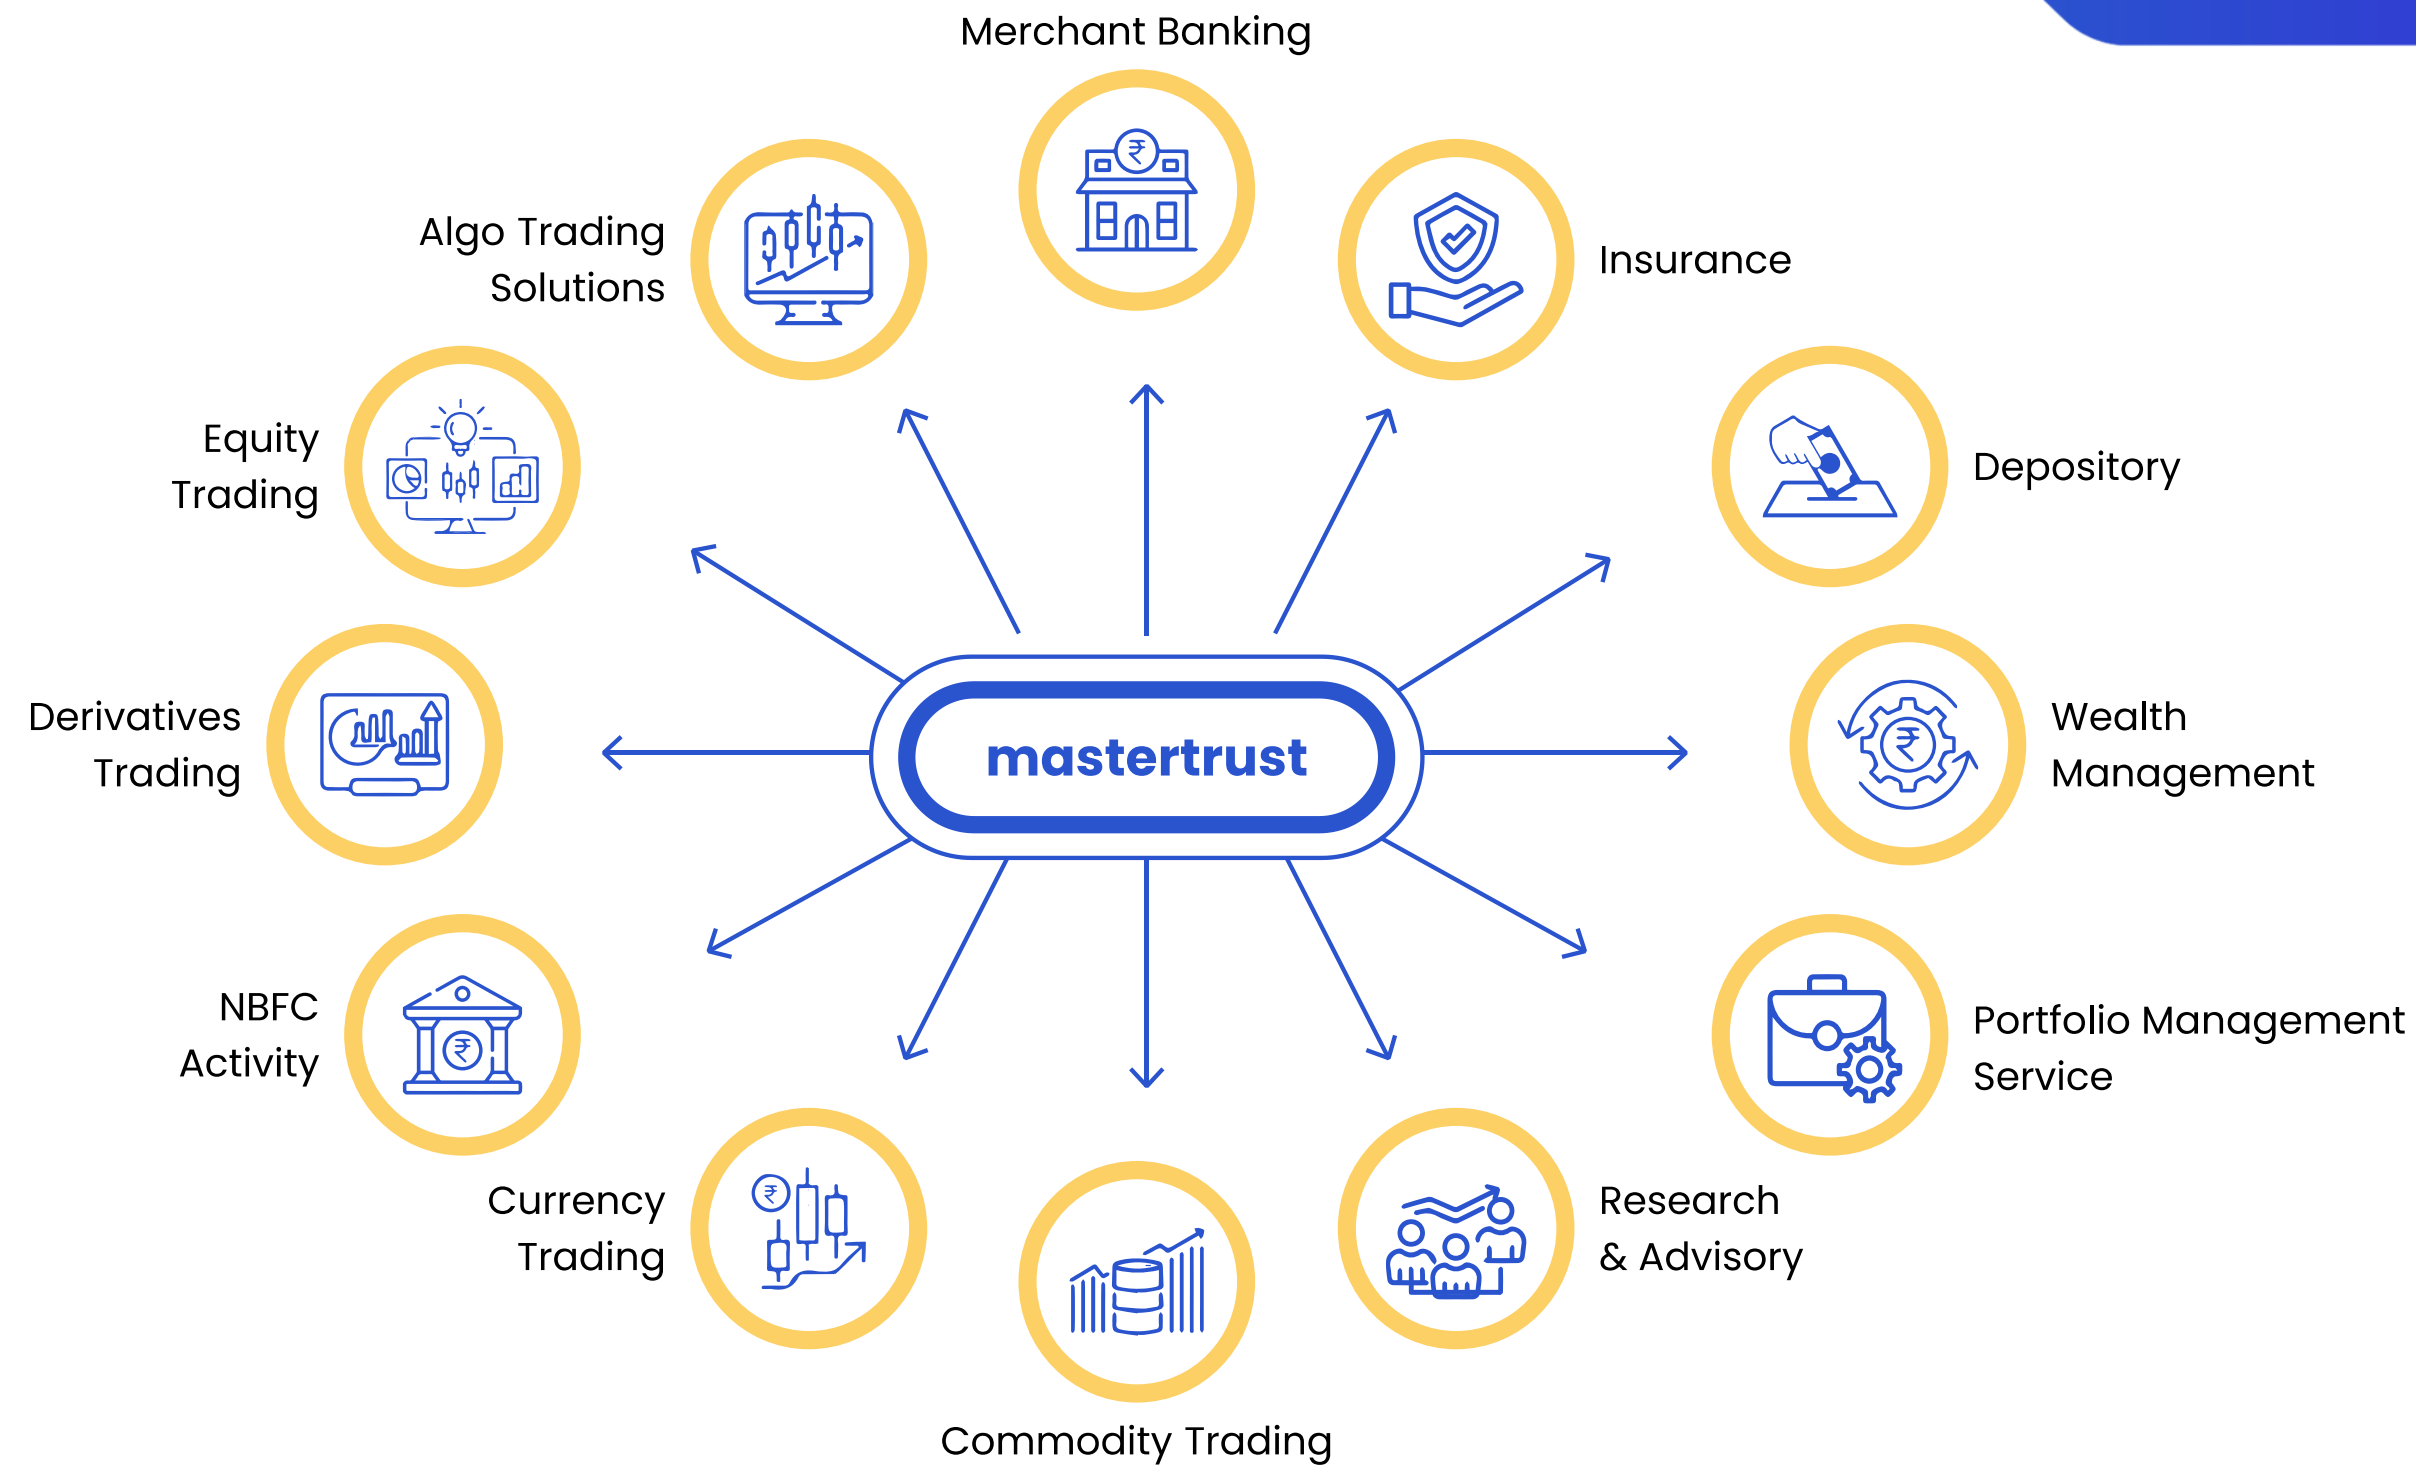 Merchant Banking
Algo Trading
Solutions
Insurance
Equity
Trading
Depository
Derivatives
Trading
mastertrust
Wealth
Management
NBFC
Activity
Portfolio Management
Service
Currency
Trading
Research
& Advisory
Commodity Trading